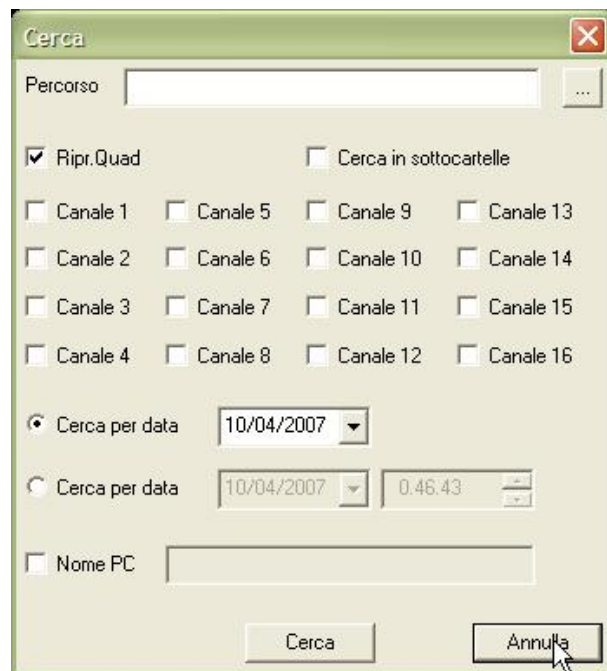 Cerca
Percorso ...
Ripr.Quad Cerca in sottocartelle
Canale 1 Canale 5 Canale 9 Canale 13
Canale 2 Canale 6 Canale 10 Canale 14
Canale 3 Canale 7 Canale 11 Canale 15
Canale 4 Canale 8 Canale 12 Canale 16
Cerca per data 10/04/2007
Cerca per data 10/04/2007 0.46.43
Nome PC
Cerca Annulla